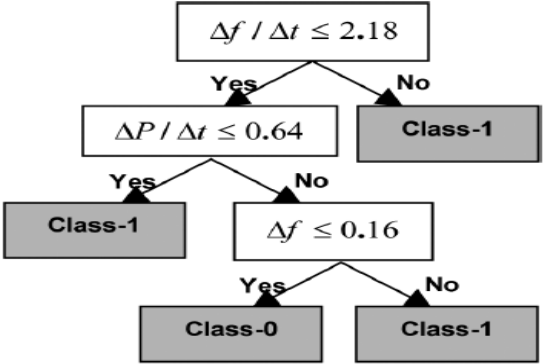 Δf / Δt ≤ 2.18
Yes No
ΔP / Δt ≤ 0.64 Class-1
Yes No
Class-1 Δf ≤ 0.16
Yes No
Class-0 Class-1